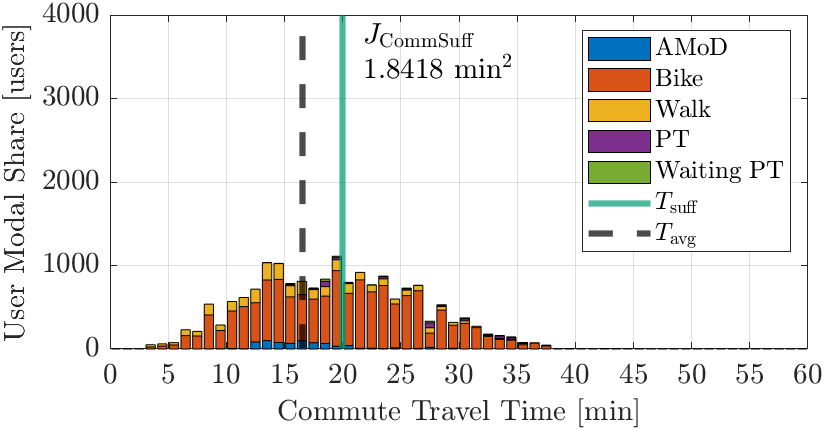 4000
3000
2000
1000
0
User Modal Share [users]
J_CommSuff
1.8418 min²
AMoD
Bike
Walk
PT
Waiting PT
T_suff
T_avg
0 5 10 15 20 25 30 35 40 45 50 55 60
Commute Travel Time [min]